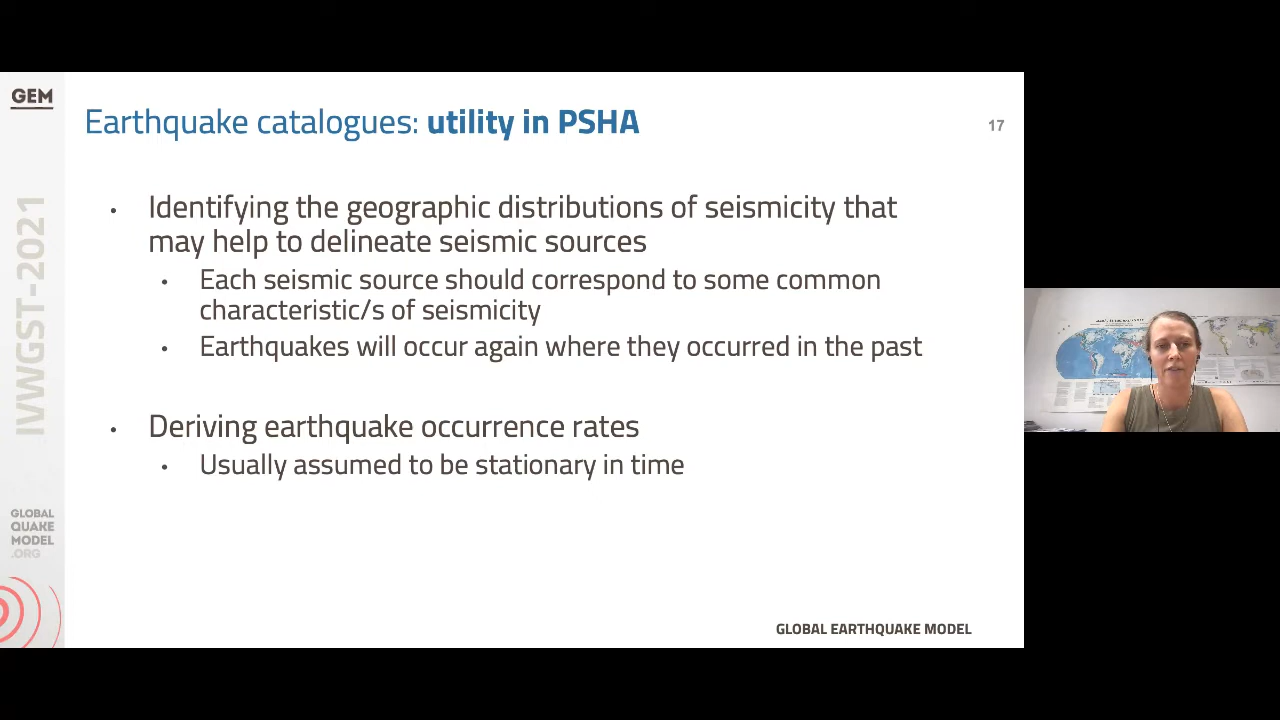 GEM
Earthquake catalogues: utility in PSHA
17
• Identifying the geographic distributions of seismicity that
may help to delineate seismic sources
• Each seismic source should correspond to some common
characteristic/s of seismicity
• Earthquakes will occur again where they occurred in the past
• Deriving earthquake occurrence rates
• Usually assumed to be stationary in time
IVWGST-2021
GLOBAL
QUAKE
MODEL
.ORG
GLOBAL EARTHQUAKE MODEL